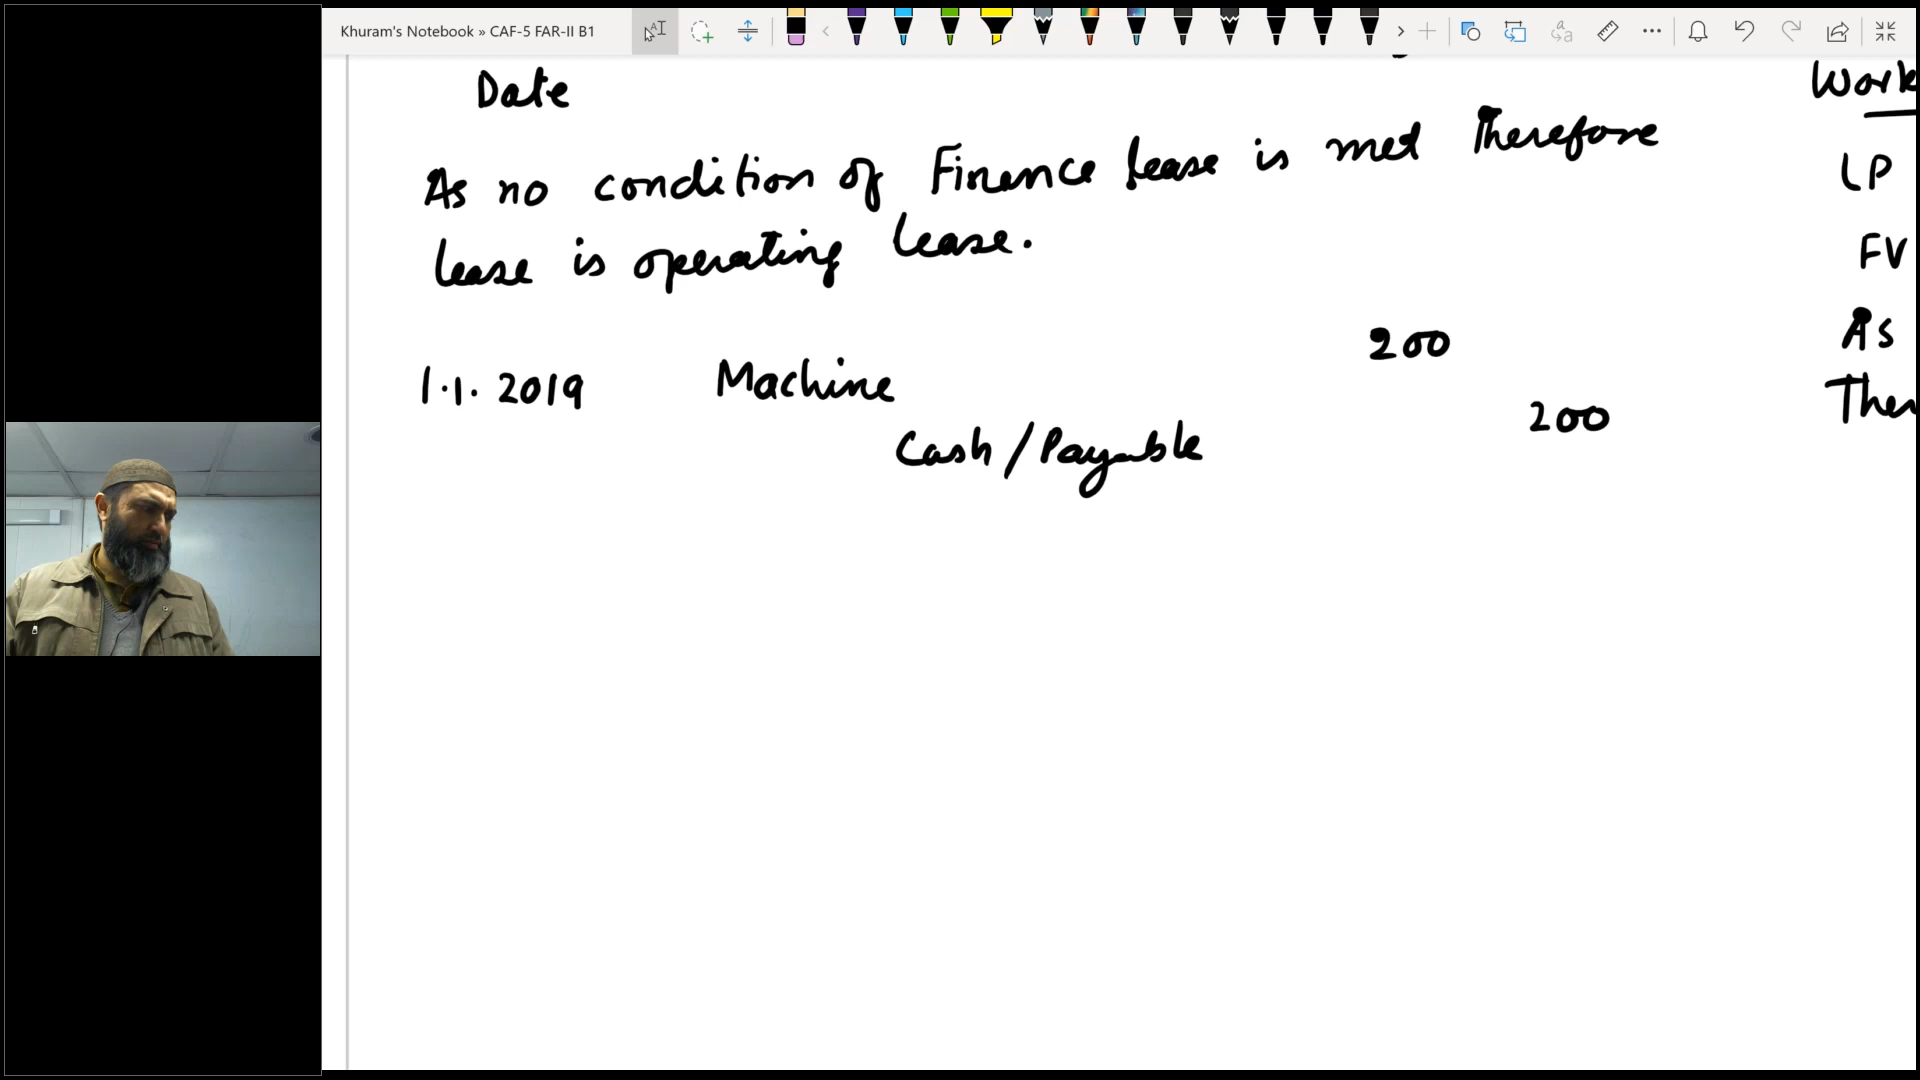 Khuram's Notebook » CAF-5 FAR-II B1
Date
As no condition of Finance lease is met Therefore
lease is operating lease.
1.1.2019 Machine 200
Cash/Payable 200
Work
LP
FV
As